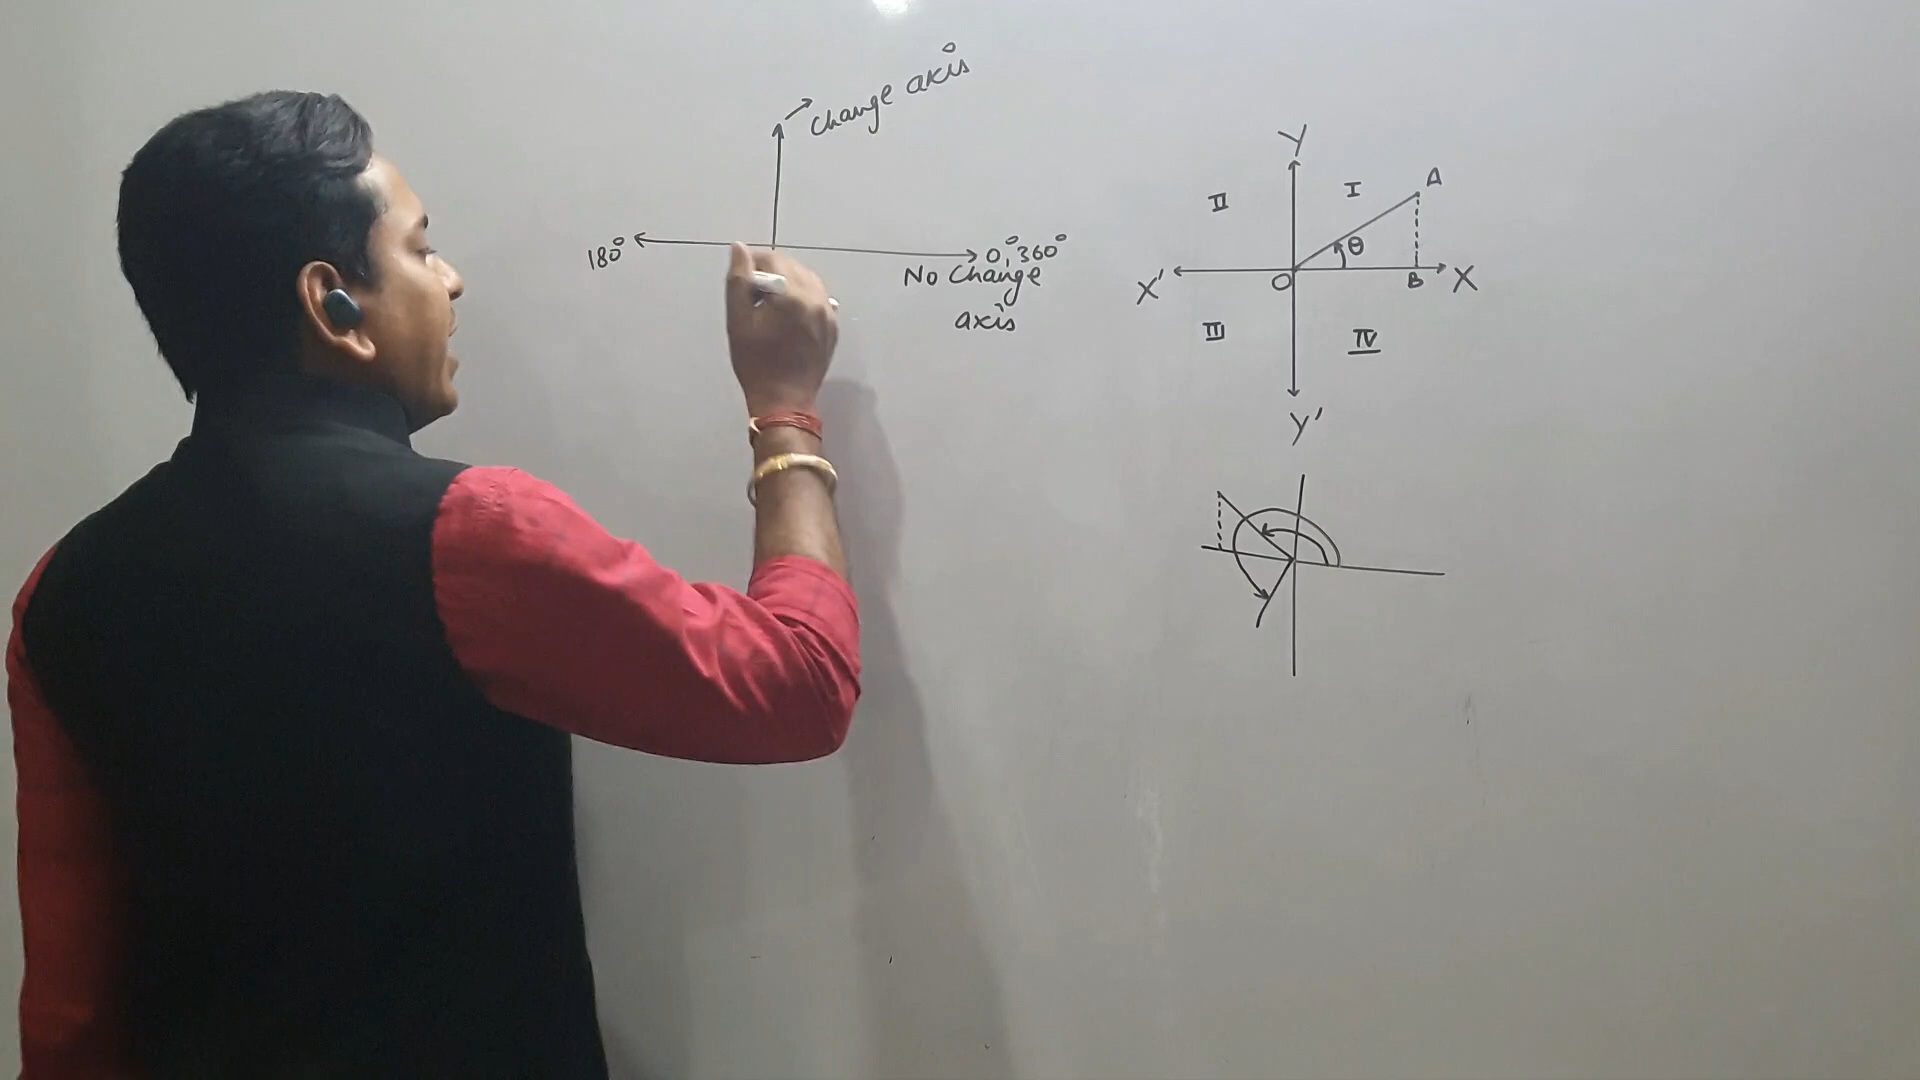 Change axis
180° 0°, 360°
No Change
axis
Y
II I A
θ
X' O B X
III IV
Y'